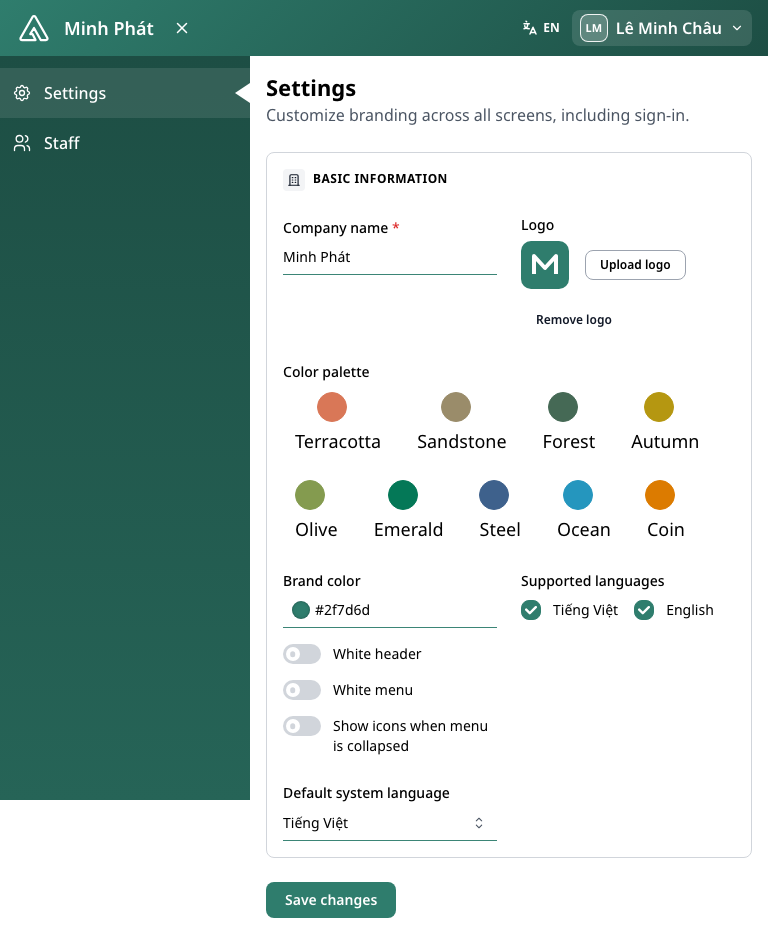 Minh Phát
EN
LM
Lê Minh Châu
Settings
Staff
Settings
Customize branding across all screens, including sign-in.
BASIC INFORMATION
Company name *
Minh Phát
Logo
M
Upload logo
Remove logo
Color palette
Terracotta
Sandstone
Forest
Autumn
Olive
Emerald
Steel
Ocean
Coin
Brand color
#2f7d6d
Supported languages
Tiếng Việt
English
White header
White menu
Show icons when menu
is collapsed
Default system language
Tiếng Việt
Save changes